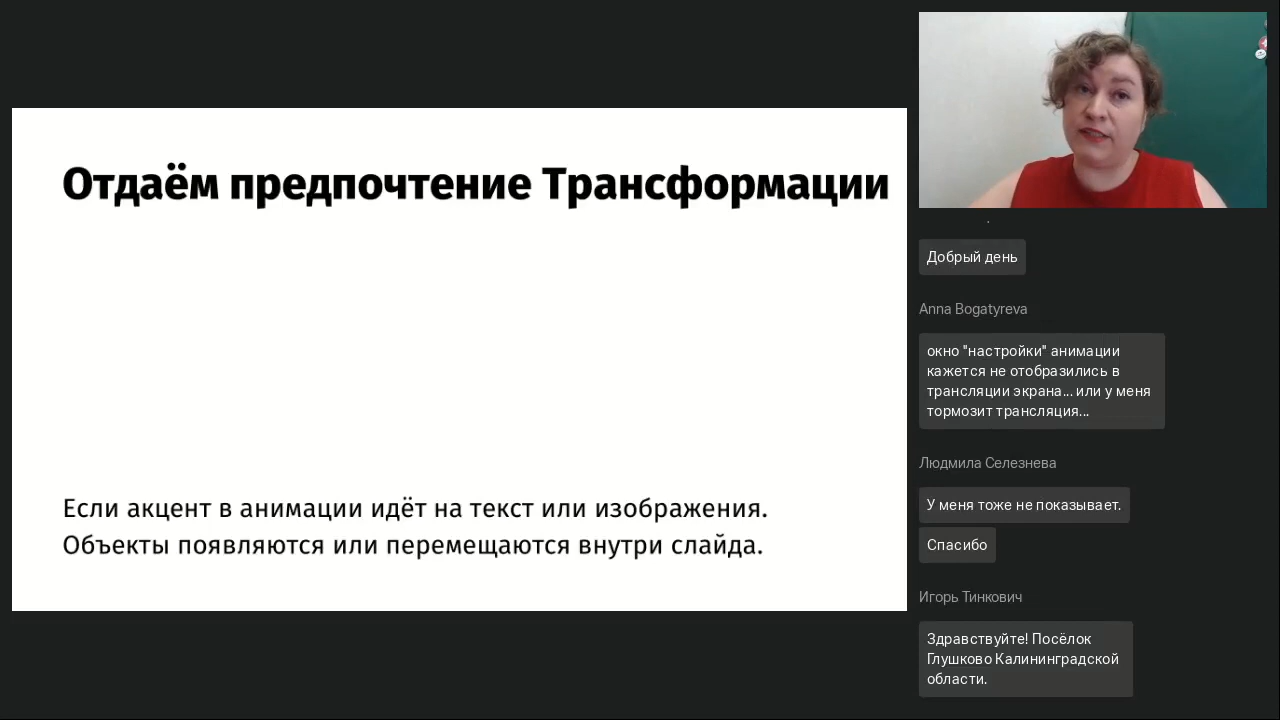 Отдаём предпочтение Трансформации
Если акцент в анимации идёт на текст или изображения.
Объекты появляются или перемещаются внутри слайда.
Добрый день
Anna Bogatyreva
окно "настройки" анимации
кажется не отобразились в
трансляции экрана... или у меня
тормозит трансляция...
Людмила Селезнева
У меня тоже не показывает.
Спасибо
Игорь Тинкович
Здравствуйте! Посёлок
Глушково Калининградской
области.